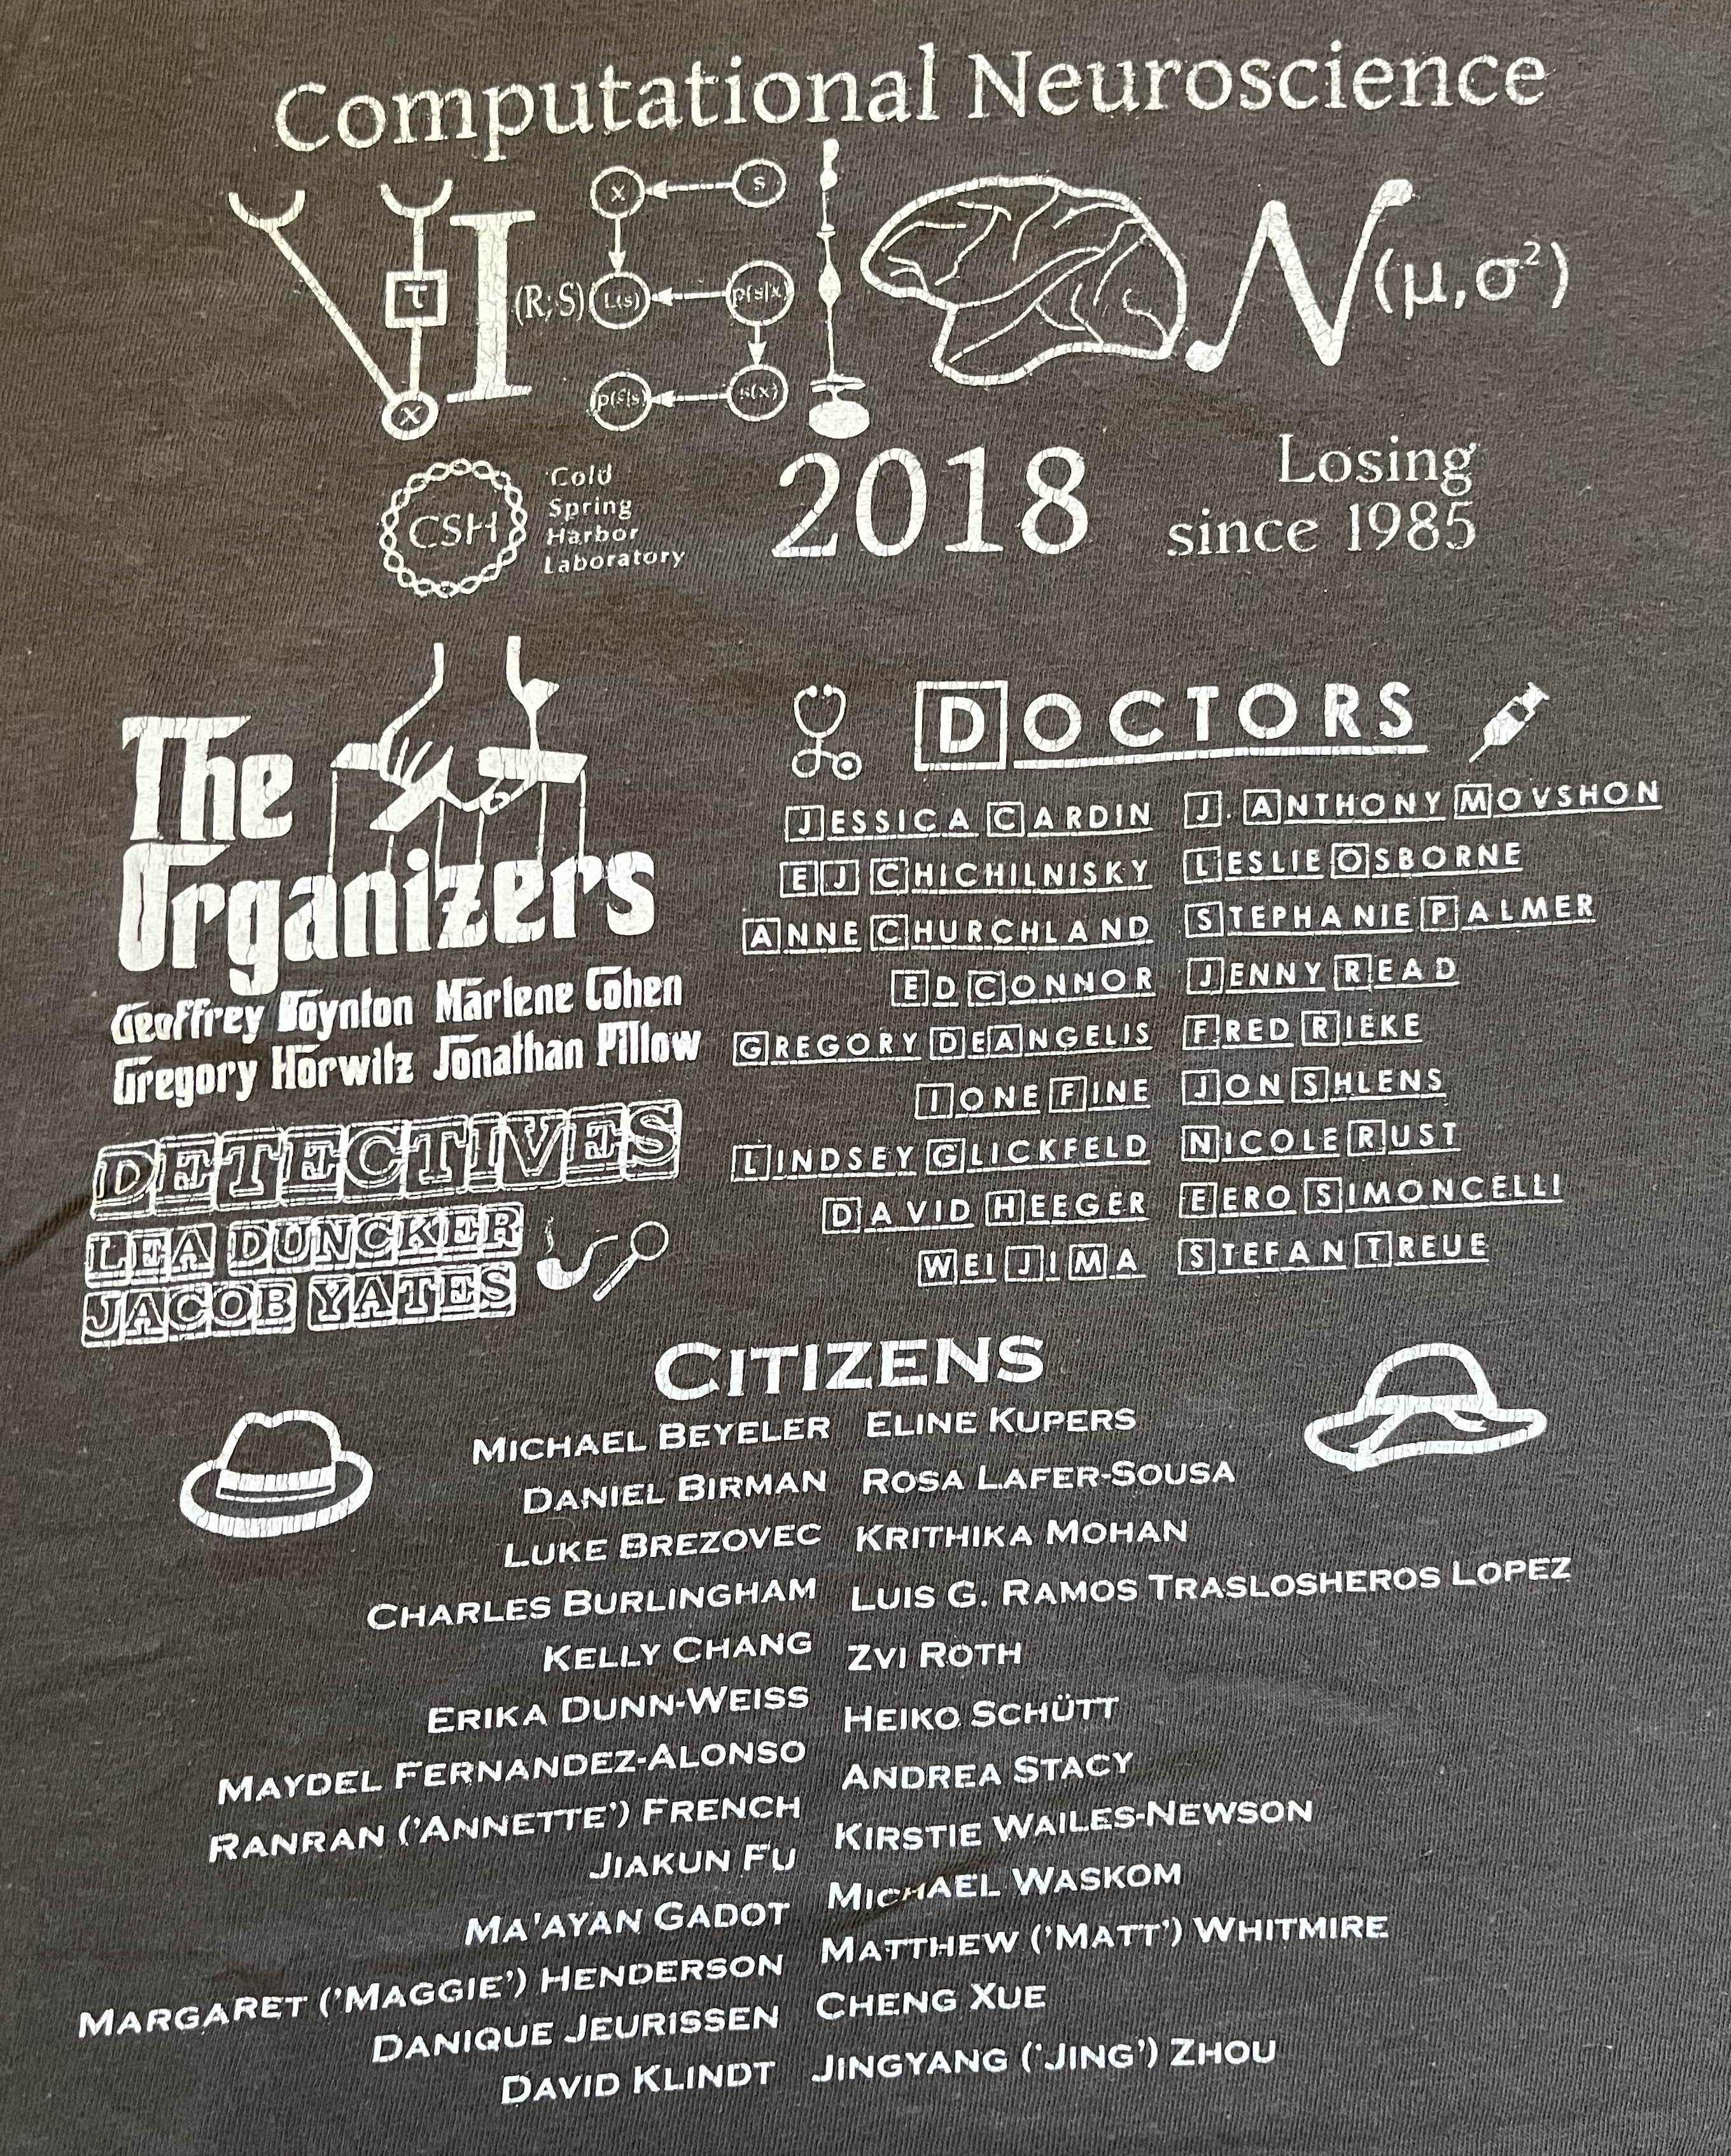 Computational Neuroscience
X S
τ I(R;S) L(s) p(s|x) N(μ,σ²)
X ŝ(x)
CSH Cold
Spring
Harbor
Laboratory
2018
Losing
since 1985
The
Organizers
Geoffrey Boynton Marlene Cohen
Gregory Horwitz Jonathan Pillow
DETECTIVES
LEA DUNCKER
JACOB YATES
DOCTORS
JESSICA CARDIN J. ANTHONY MOVSHON
EJ CHICHILNISKY LESLIE OSBORNE
ANNE CHURCHLAND STEPHANIE PALMER
ED CONNOR JENNY READ
GREGORY DEANGELIS FRED RIEKE
IONE FINE JON SHLENS
LINDSEY GLICKFELD NICOLE RUST
DAVID HEEGER EERO SIMONCELLI
WEI JI MA STEFAN TREUE
CITIZENS
MICHAEL BEYELER ELINE KUPERS
DANIEL BIRMAN ROSA LAFER-SOUSA
LUKE BREZOVEC KRITHIKA MOHAN
CHARLES BURLINGHAM LUIS G. RAMOS TRASLOSHEROS LOPEZ
KELLY CHANG ZVI ROTH
ERIKA DUNN-WEISS HEIKO SCHÜTT
MAYDEL FERNANDEZ-ALONSO ANDREA STACY
RANRAN ('ANNETTE') FRENCH KIRSTIE WAILES-NEWSON
JIAKUN FU MICHAEL WASKOM
MA'AYAN GADOT MATTHEW ('MATT') WHITMIRE
MARGARET ('MAGGIE') HENDERSON CHENG XUE
DANIQUE JEURISSEN JINGYANG ('JING') ZHOU
DAVID KLINDT